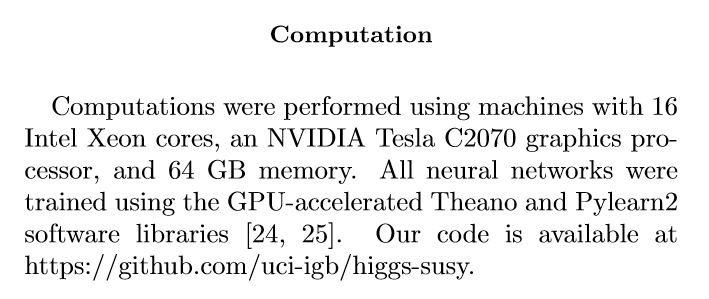 Computation
Computations were performed using machines with 16
Intel Xeon cores, an NVIDIA Tesla C2070 graphics pro-
cessor, and 64 GB memory. All neural networks were
trained using the GPU-accelerated Theano and Pylearn2
software libraries [24, 25]. Our code is available at
https://github.com/uci-igb/higgs-susy.